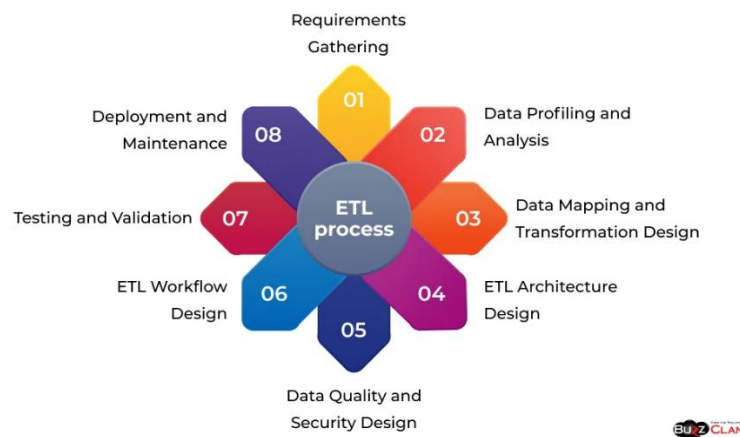 Requirements
Gathering
01
Data Profiling and
Analysis
02
Data Mapping and
Transformation Design
03
ETL Architecture
Design
04
Data Quality and
Security Design
05
ETL Workflow
Design
06
Testing and Validation
07
Deployment and
Maintenance
08
ETL
process
BUZZ CLAN